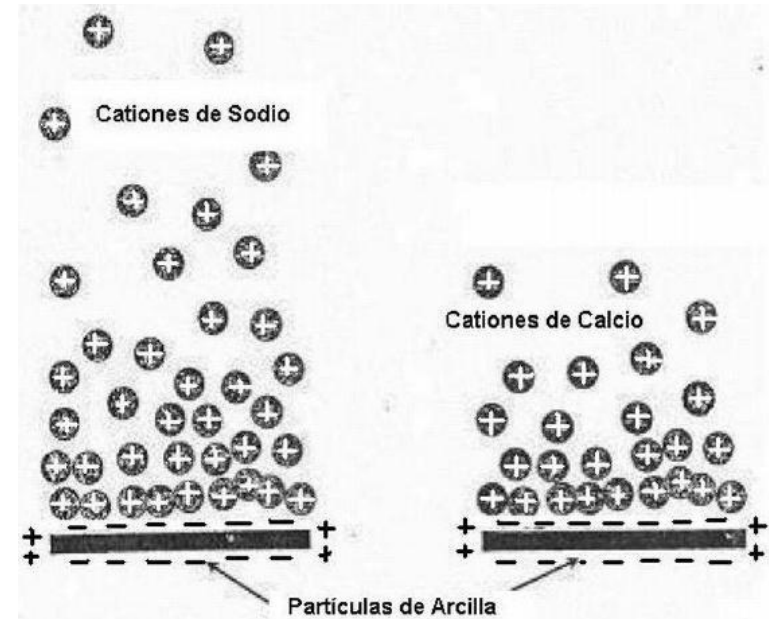 Cationes de Sodio
Cationes de Calcio
Partículas de Arcilla